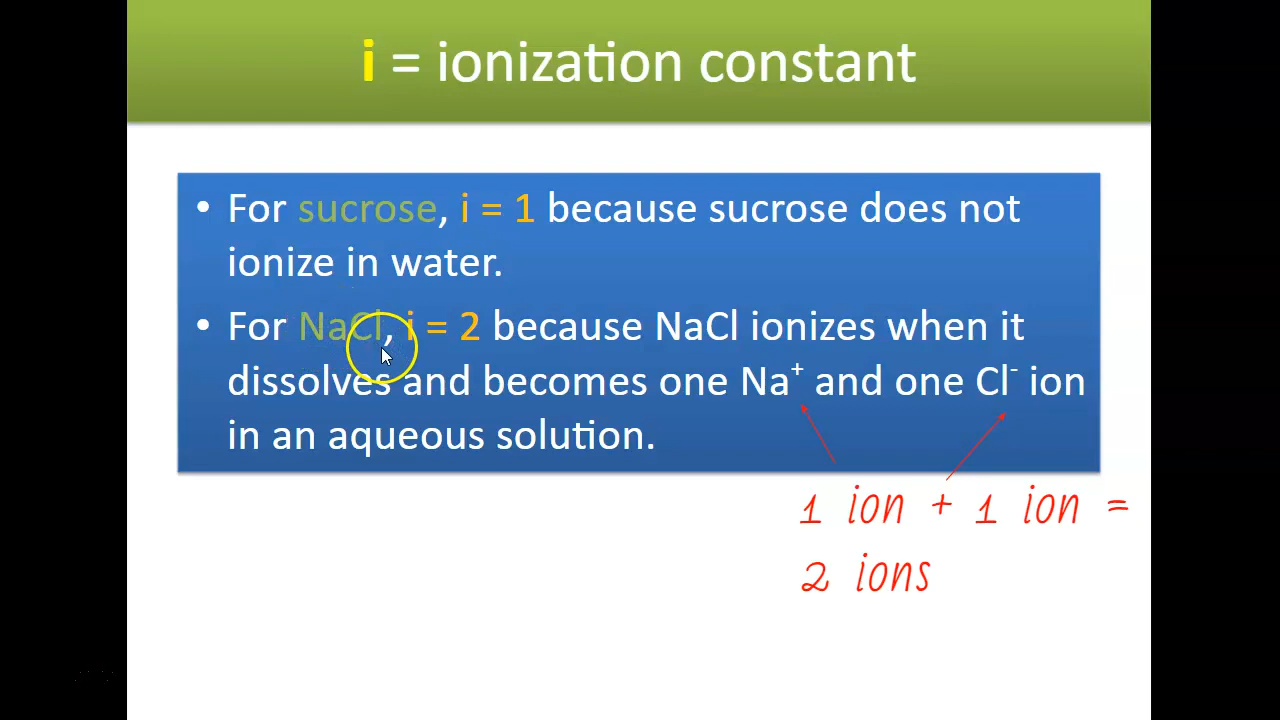 i = ionization constant
• For sucrose, i = 1 because sucrose does not
ionize in water.
• For NaCl, i = 2 because NaCl ionizes when it
dissolves and becomes one Na⁺ and one Cl⁻ ion
in an aqueous solution.
1 ion + 1 ion =
2 ions